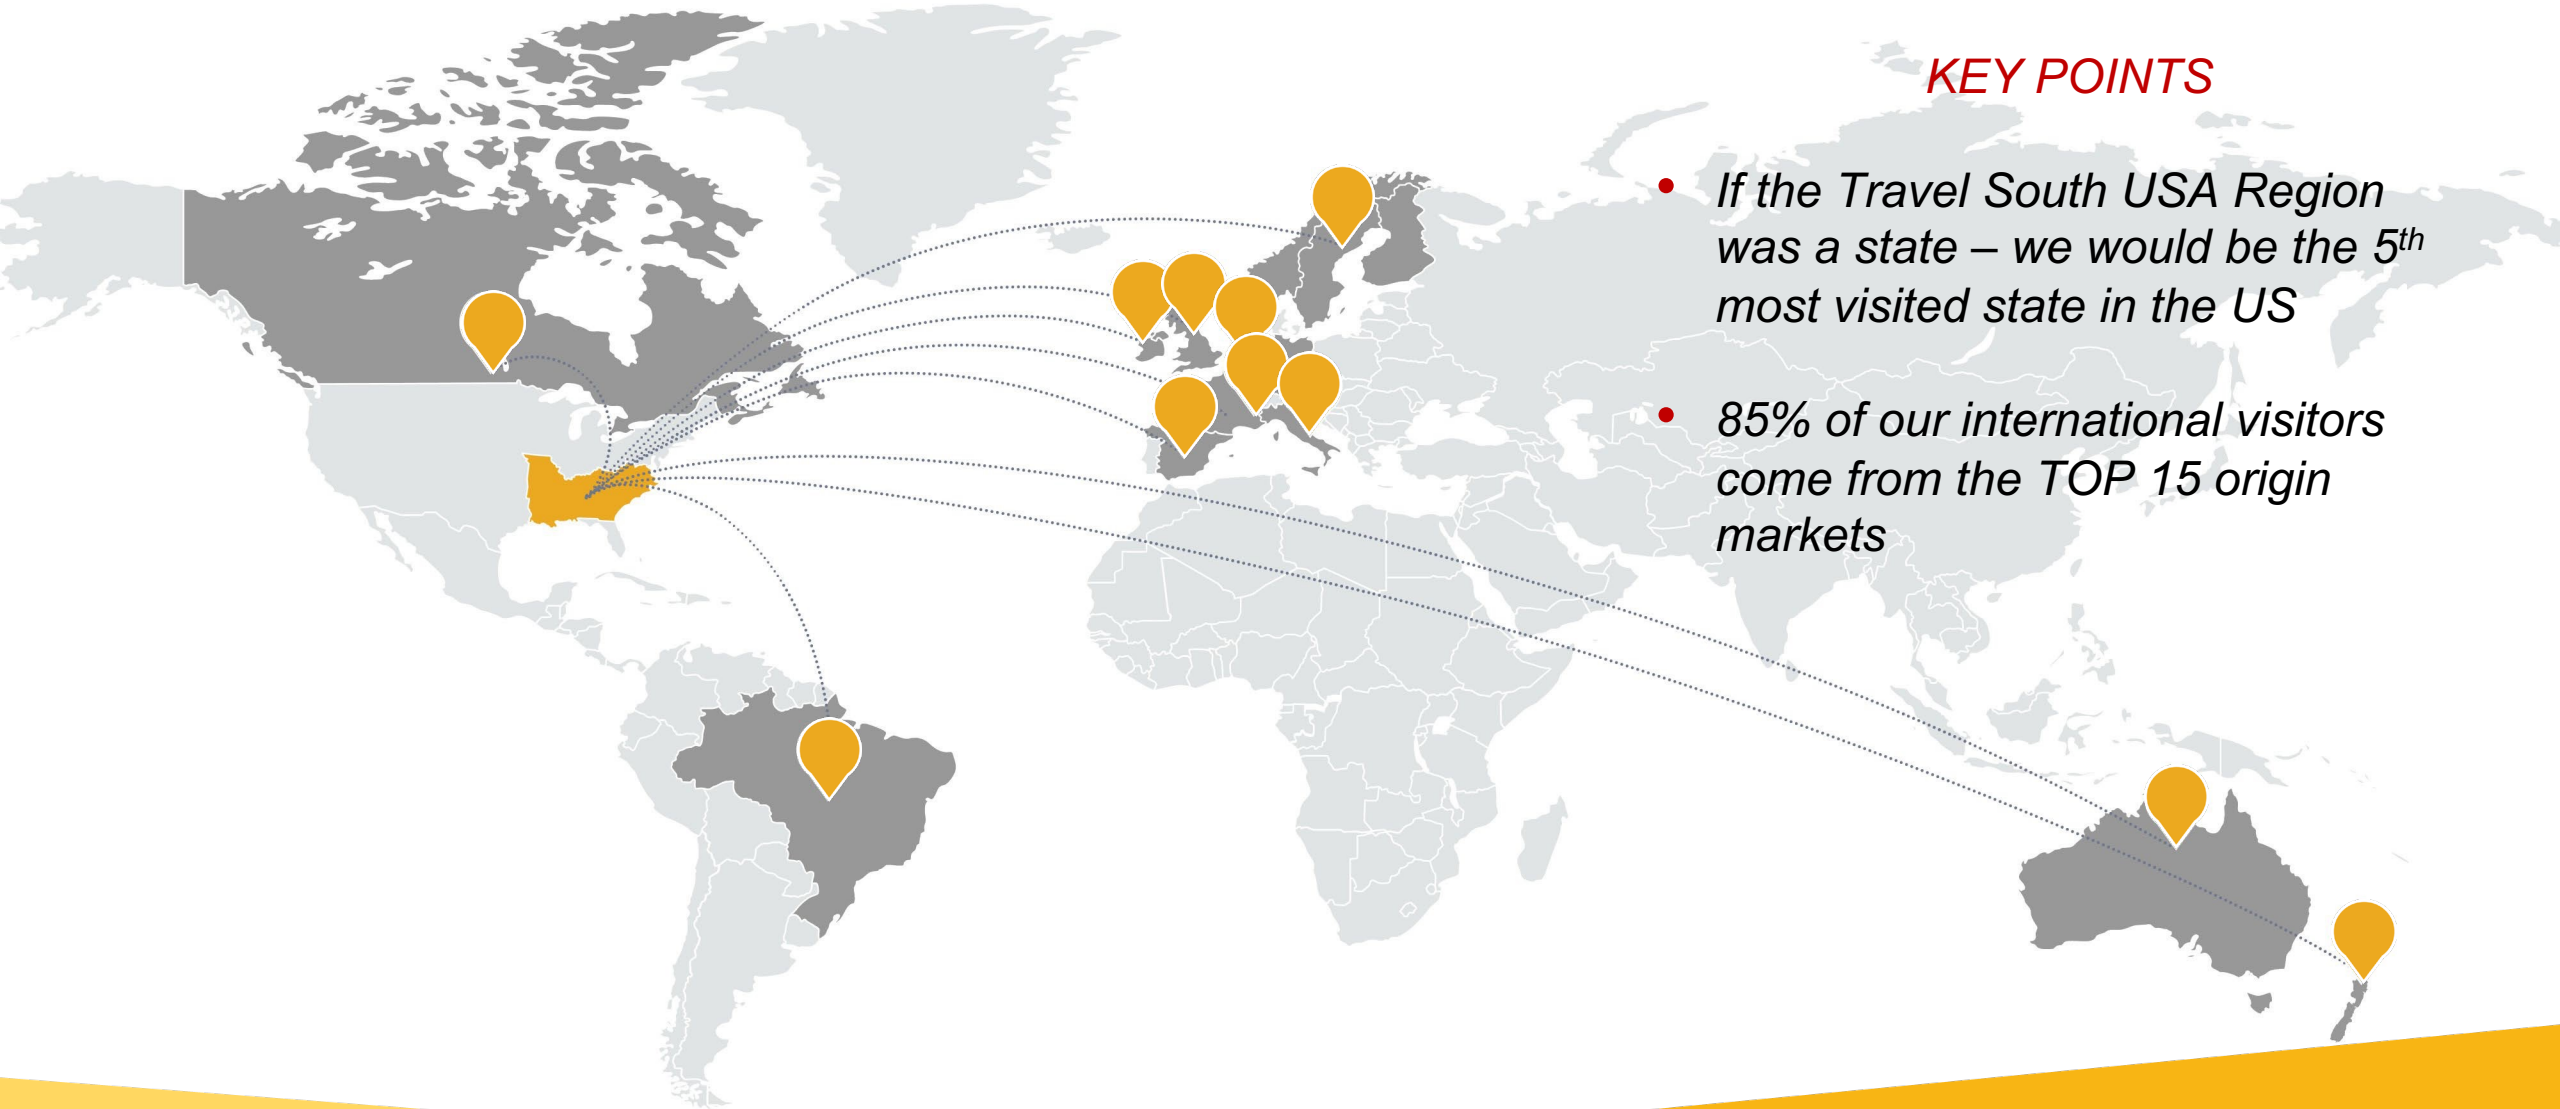 KEY POINTS
• If the Travel South USA Region
was a state – we would be the 5th
most visited state in the US
• 85% of our international visitors
come from the TOP 15 origin
markets